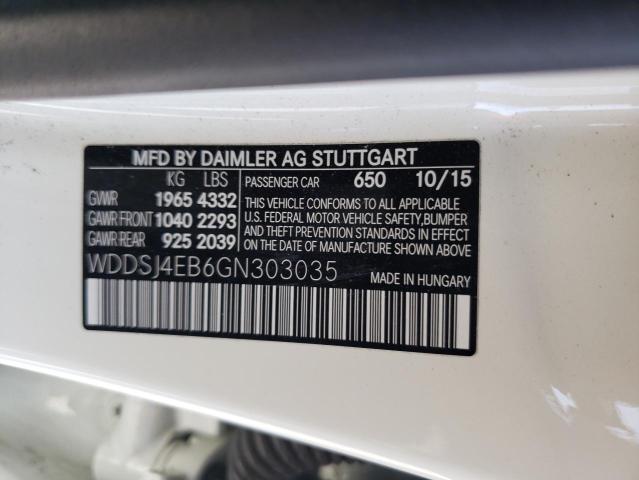 MFD BY DAIMLER AG STUTTGART
KG LBS
GVWR 1965 4332
GAWR FRONT 1040 2293
GAWR REAR 925 2039
PASSENGER CAR 650 10/15
THIS VEHICLE CONFORMS TO ALL APPLICABLE
U.S. FEDERAL MOTOR VEHICLE SAFETY, BUMPER
AND THEFT PREVENTION STANDARDS IN EFFECT
ON THE DATE OF MANUFACTURE SHOWN ABOVE.
WDDSJ4EB6GN303035
MADE IN HUNGARY